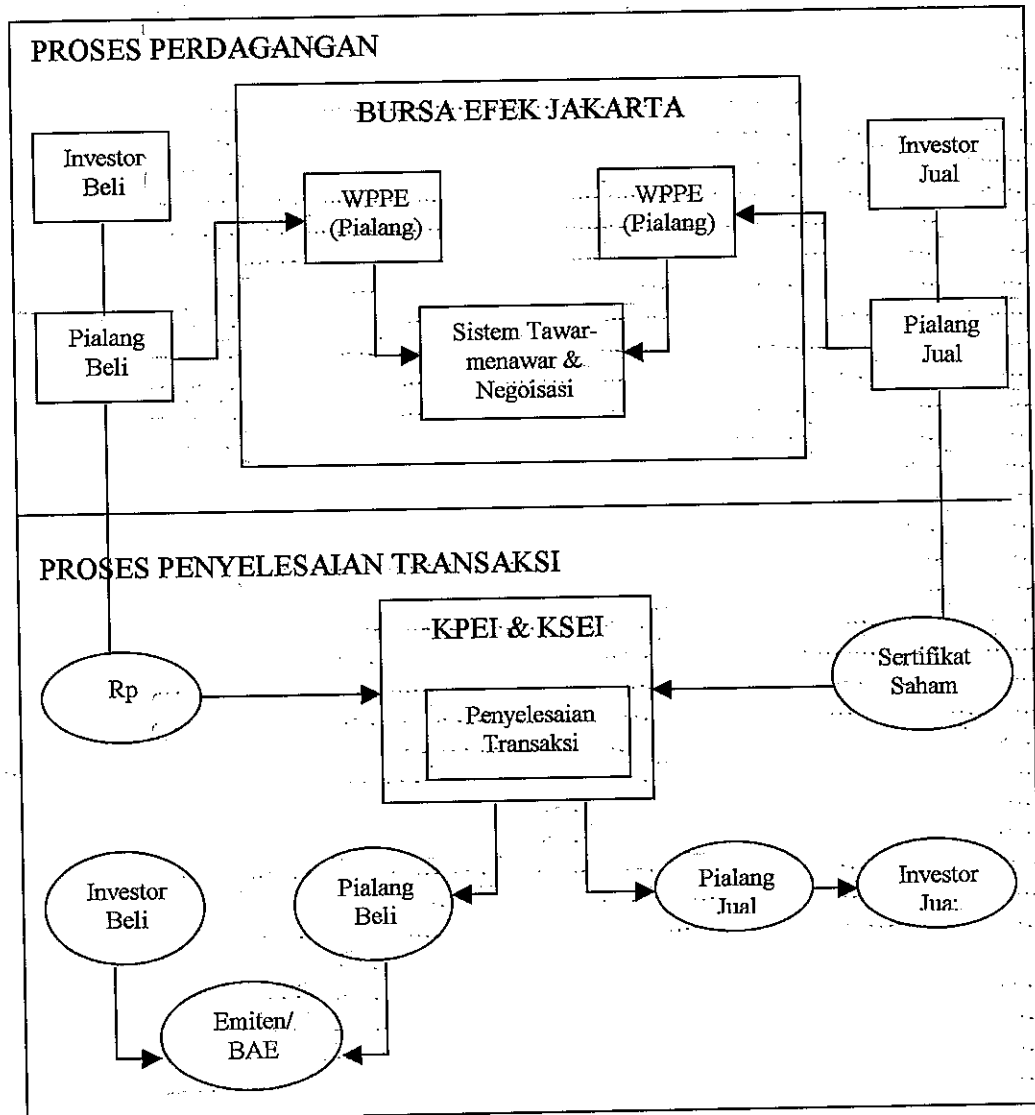 PROSES PERDAGANGAN
BURSA EFEK JAKARTA
Investor
Beli
WPPE
(Pialang)
WPPE
(Pialang)
Investor
Jual
Pialang
Beli
Sistem Tawar-
menawar &
Negoisasi
Pialang
Jual
PROSES PENYELESAIAN TRANSAKSI
KPEI & KSEI
Rp
Penyelesaian
Transaksi
Sertifikat
Saham
Investor
Beli
Pialang
Beli
Pialang
Jual
Investor
Jua:
Emiten/
BAE